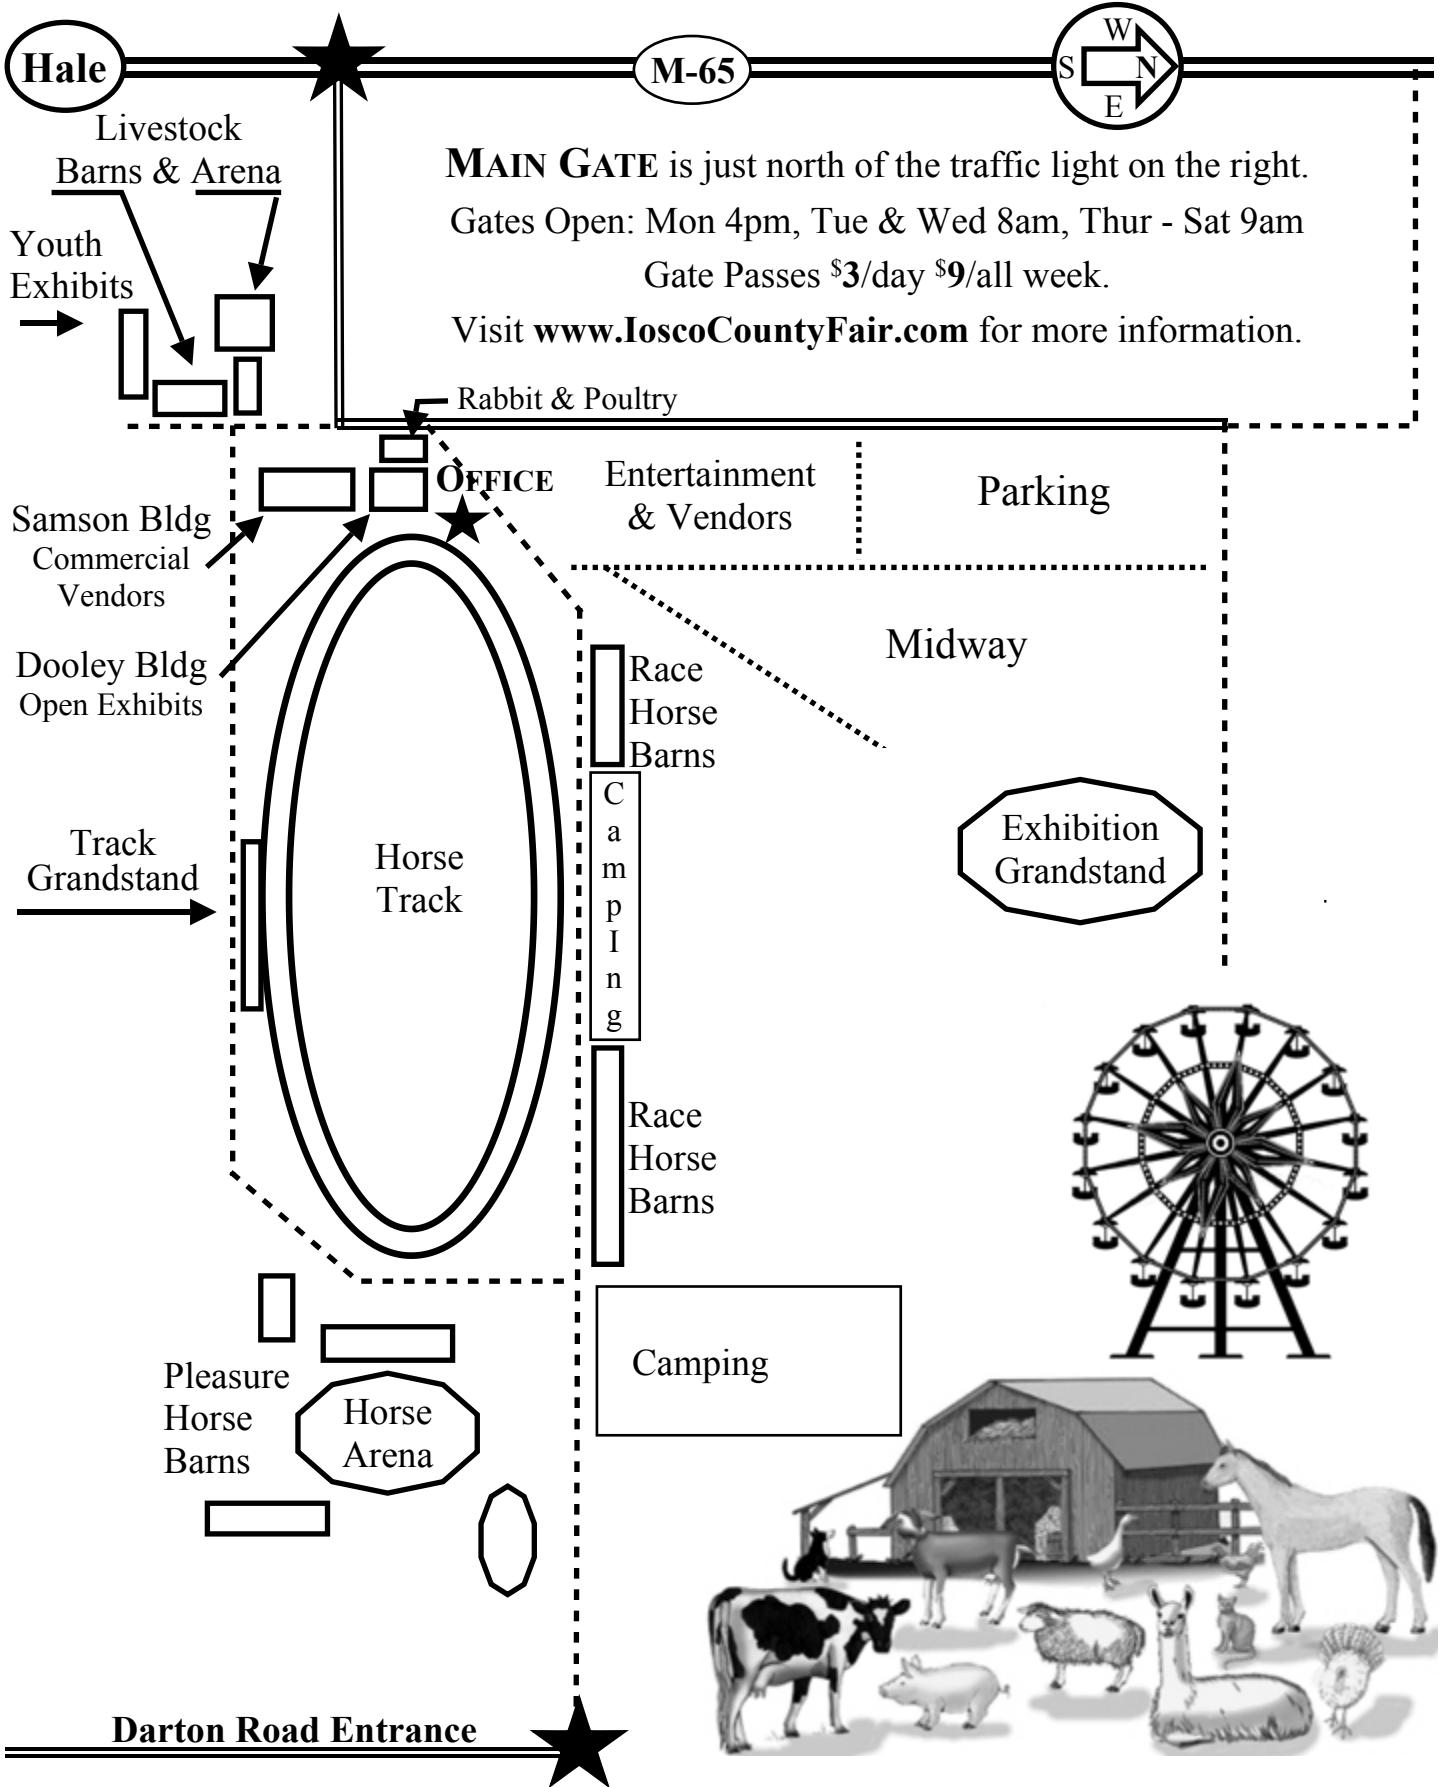 Hale
M-65
W
S N
E
Livestock
Barns & Arena
MAIN GATE is just north of the traffic light on the right.
Gates Open: Mon 4pm, Tue & Wed 8am, Thur - Sat 9am
Gate Passes $3/day $9/all week.
Visit www.IoscoCountyFair.com for more information.
Youth
Exhibits
Rabbit & Poultry
OFFICE
Entertainment
& Vendors
Parking
Samson Bldg
Commercial
Vendors
Dooley Bldg
Open Exhibits
Midway
Race
Horse
Barns
C
a
m
p
I
n
g
Track
Grandstand
Horse
Track
Exhibition
Grandstand
Race
Horse
Barns
Pleasure
Horse
Barns
Horse
Arena
Camping
Darton Road Entrance